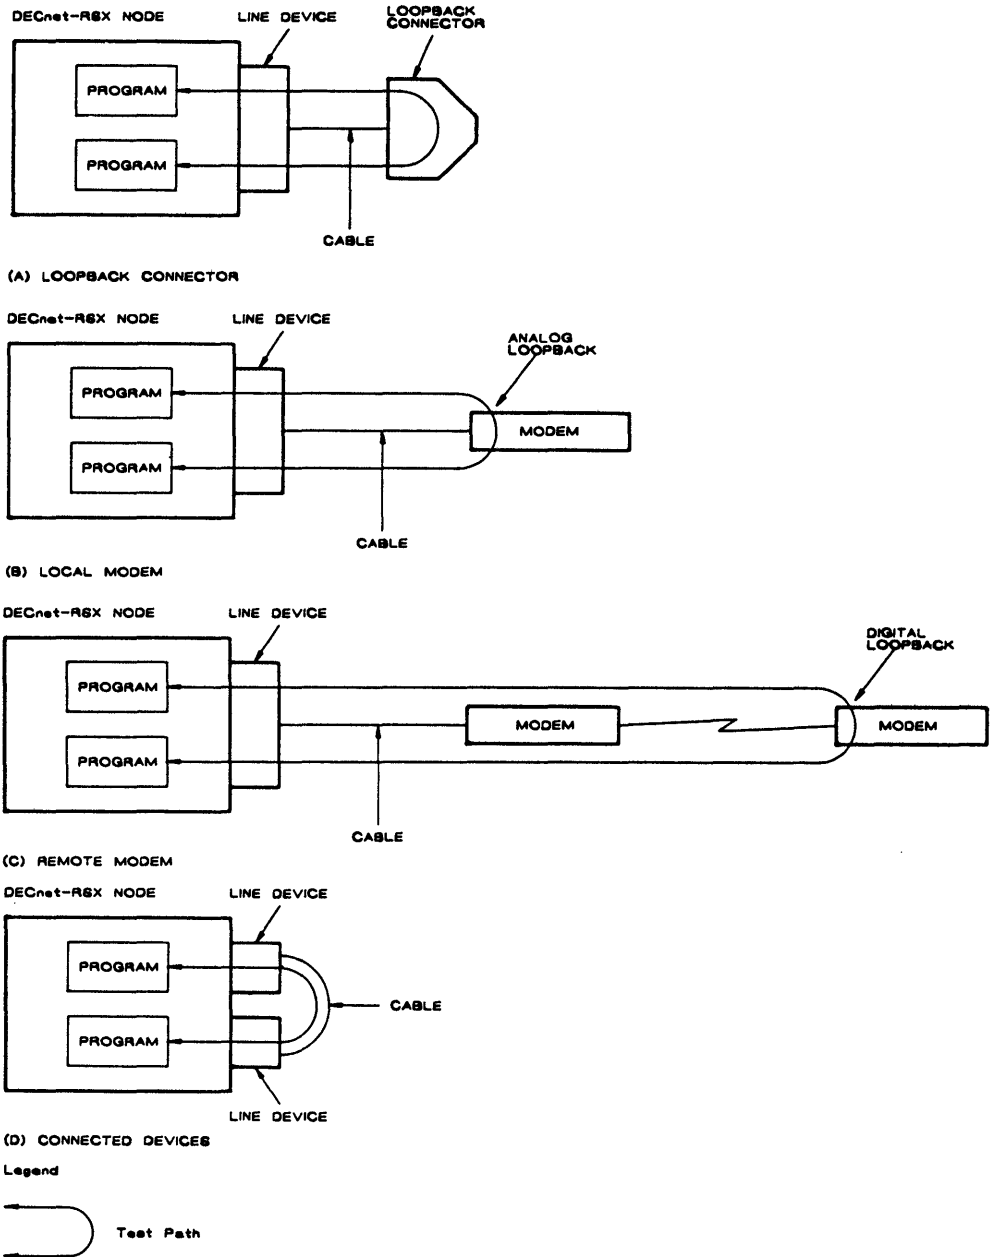 DECnet-RSX NODE
LINE DEVICE
LOOPBACK
CONNECTOR
PROGRAM
PROGRAM
CABLE
(A) LOOPBACK CONNECTOR
DECnet-RSX NODE
LINE DEVICE
ANALOG
LOOPBACK
PROGRAM
MODEM
PROGRAM
CABLE
(B) LOCAL MODEM
DECnet-RSX NODE
LINE DEVICE
DIGITAL
LOOPBACK
PROGRAM
MODEM
MODEM
PROGRAM
CABLE
(C) REMOTE MODEM
DECnet-RSX NODE
LINE DEVICE
PROGRAM
CABLE
PROGRAM
LINE DEVICE
(D) CONNECTED DEVICES
Legend
Test Path